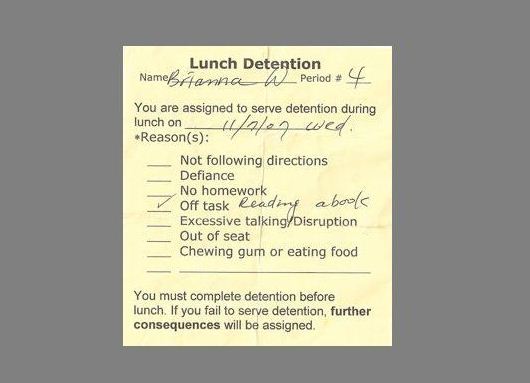 Lunch Detention
Name Brianna W Period # 4
You are assigned to serve detention during
lunch on 11/7/07 wed.
*Reason(s):
___ Not following directions
___ Defiance
___ No homework
✓ Off task Reading a book
___ Excessive talking/Disruption
___ Out of seat
___ Chewing gum or eating food
You must complete detention before
lunch. If you fail to serve detention, further
consequences will be assigned.